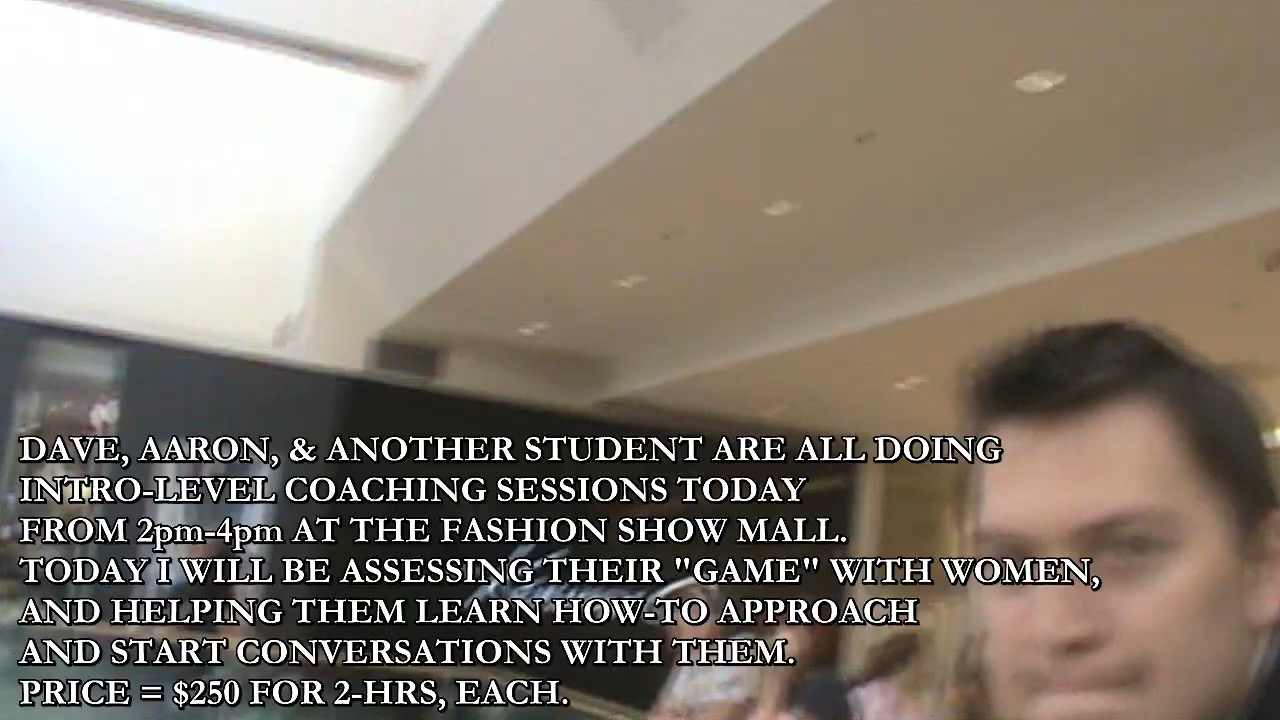 DAVE, AARON, & ANOTHER STUDENT ARE ALL DOING
INTRO-LEVEL COACHING SESSIONS TODAY
FROM 2pm-4pm AT THE FASHION SHOW MALL.
TODAY I WILL BE ASSESSING THEIR "GAME" WITH WOMEN,
AND HELPING THEM LEARN HOW-TO APPROACH
AND START CONVERSATIONS WITH THEM.
PRICE = $250 FOR 2-HRS, EACH.